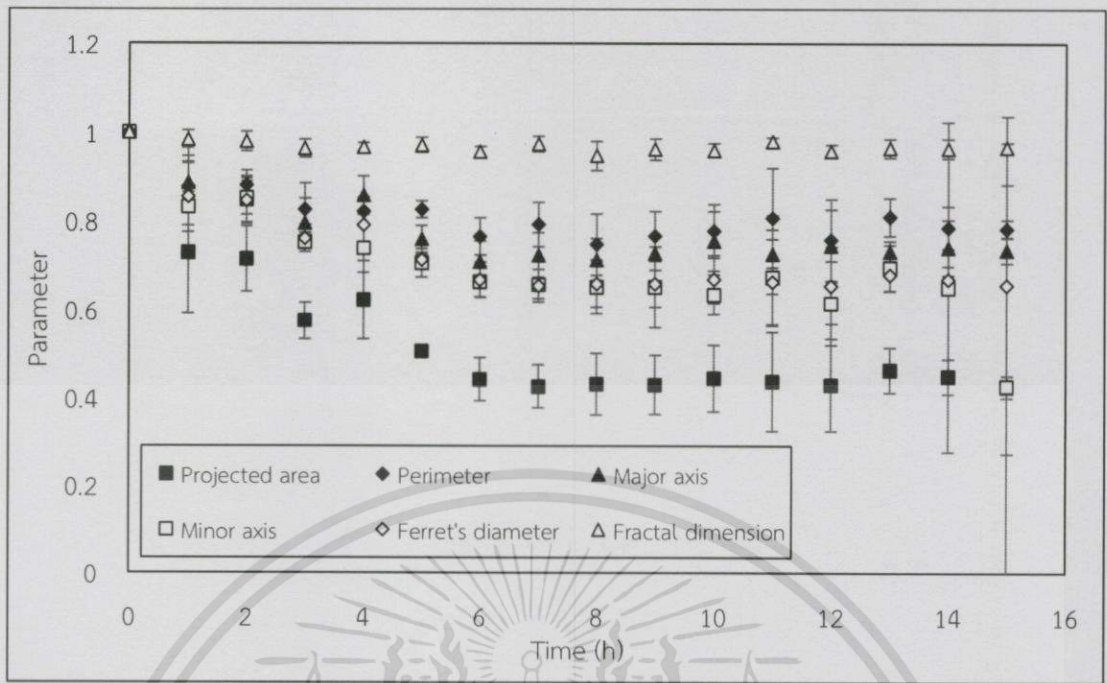 1.2
1
0.8
0.6
0.4
0.2
0
Parameter
Projected area
Perimeter
Major axis
Minor axis
Ferret's diameter
Fractal dimension
0 2 4 6 8 10 12 14 16
Time (h)